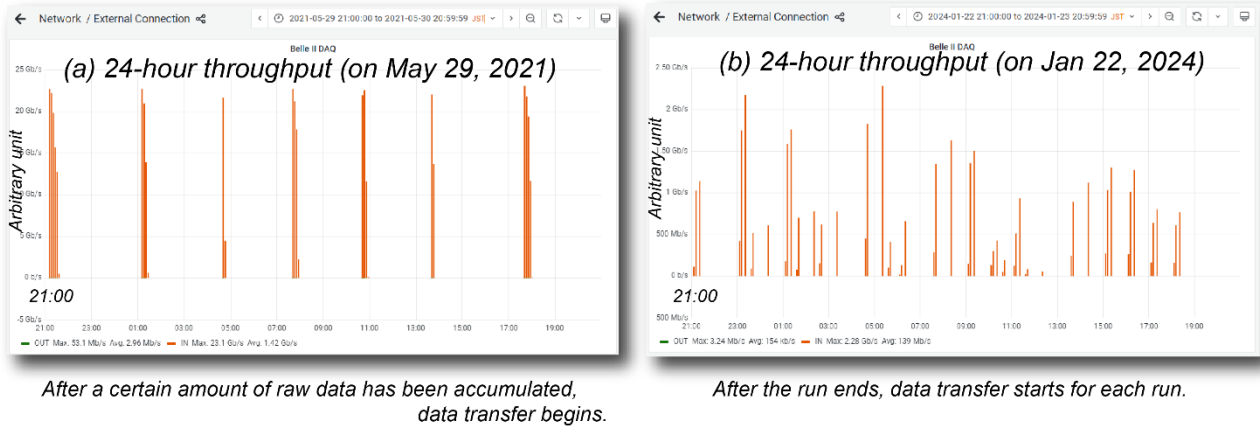 Network / External Connection
2021-05-29 21:00:00 to 2021-05-30 20:59:59 JST
Belle II DAQ
(a) 24-hour throughput (on May 29, 2021)
Arbitrary unit
25 Gb/s
20 Gb/s
5 Gb/s
0 b/s
-5 Gb/s
21:00
21:00 23:00 01:00 03:00 05:00 07:00 09:00 11:00 13:00 15:00 17:00 19:00
OUT Max: 53.1 Mb/s Avg: 2.96 Mb/s IN Max: 23.1 Gb/s Avg: 1.42 Gb/s
After a certain amount of raw data has been accumulated,
data transfer begins.
Network / External Connection
2024-01-22 21:00:00 to 2024-01-23 20:59:59 JST
Belle II DAQ
(b) 24-hour throughput (on Jan 22, 2024)
Arbitrary unit
2 50 Gb/s
2 Gb/s
50 Gb/s
1 Gb/s
500 Mb/s
0 b/s
500 Mb/s
21:00
21:00 23:00 01:00 03:00 05:00 07:00 09:00 11:00 13:00 15:00 17:00 19:00
OUT Max: 3.24 Mb/s Avg: 154 kb/s IN Max: 2.28 Gb/s Avg: 139 Mb/s
After the run ends, data transfer starts for each run.